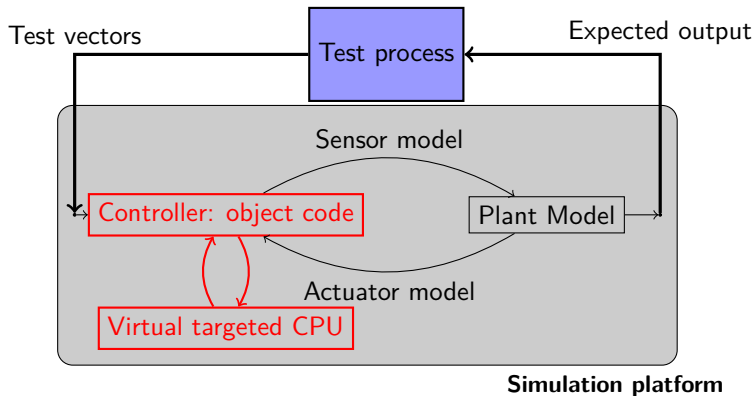 Test vectors
Test process
Expected output
Sensor model
Controller: object code
Plant Model
Actuator model
Virtual targeted CPU
Simulation platform